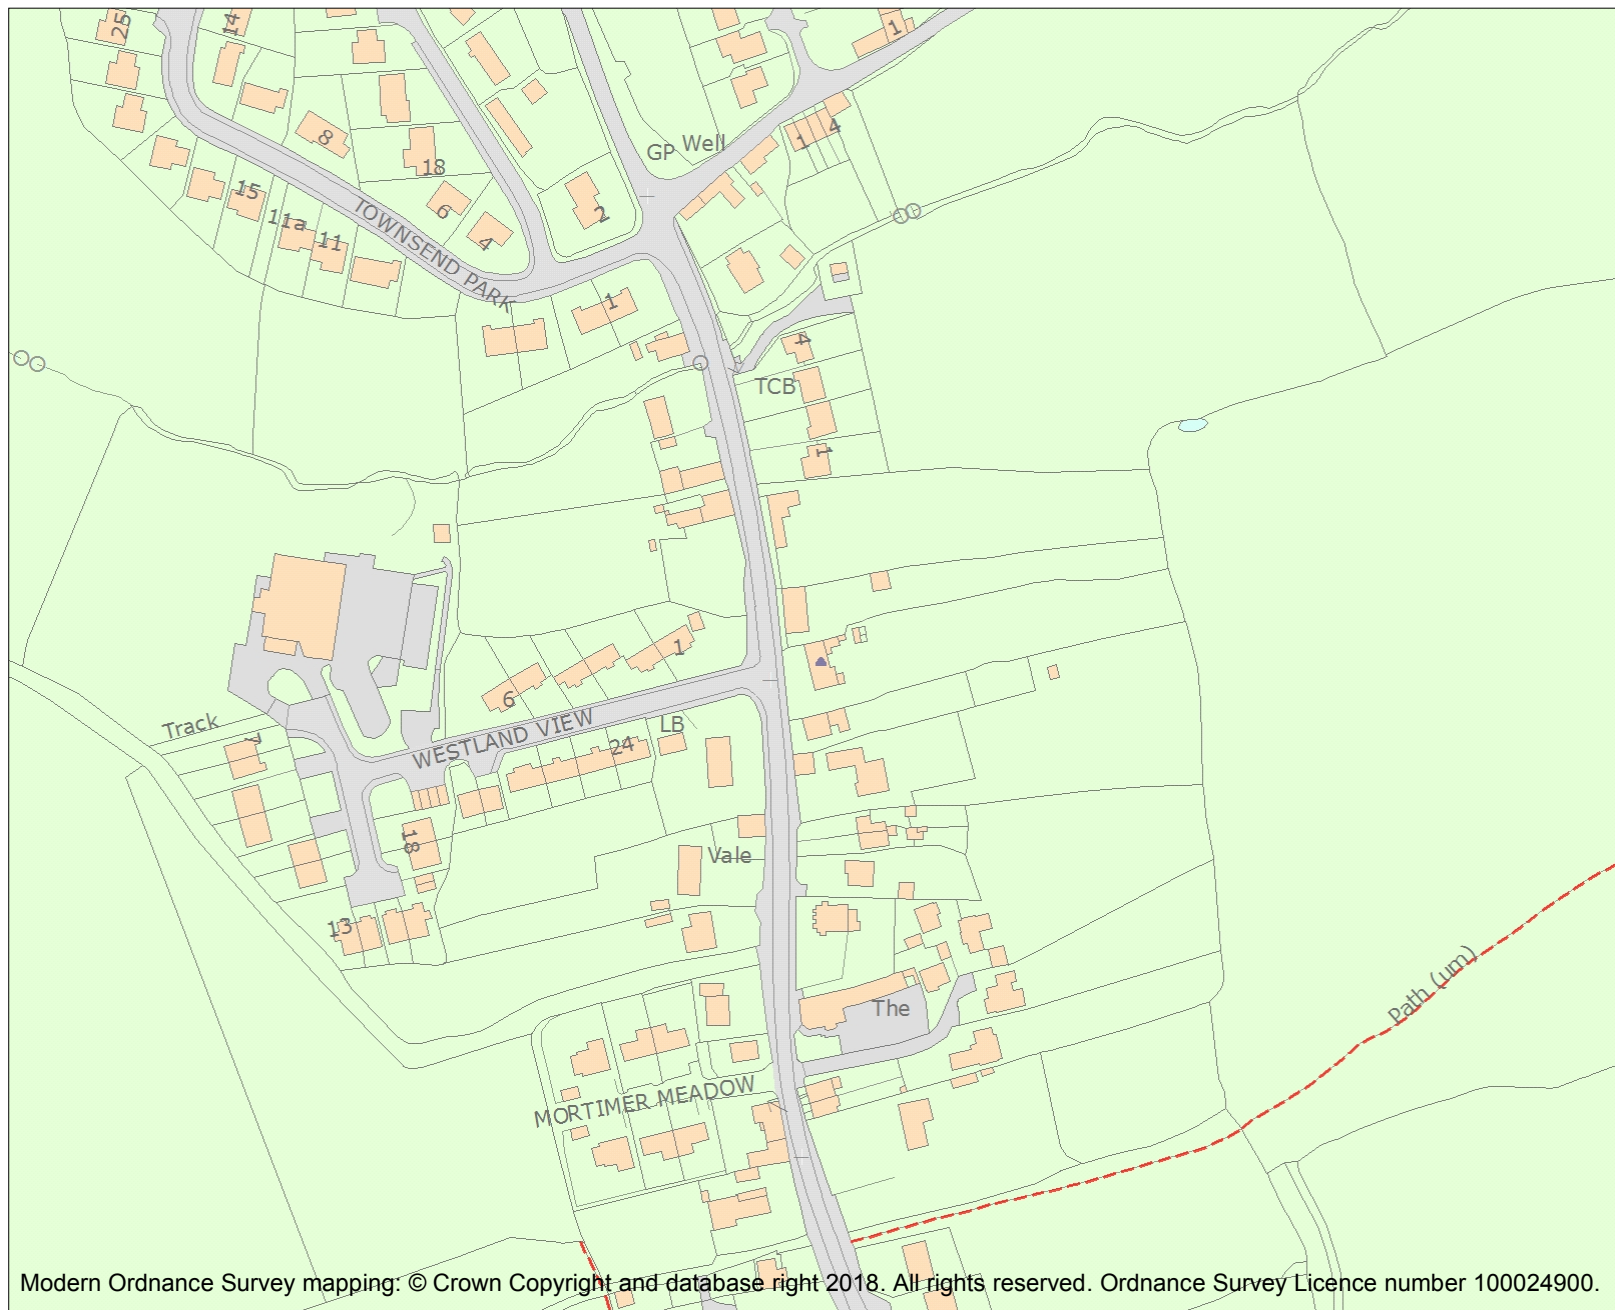 25
14
1
8
GP Well
1 4
18
15
6
2
11a
TOWNSEND PARK
11
4
1
4
TCB
1
1
6
Track
WESTLAND VIEW
LB
7
24
18
Vale
13
Path (um)
The
MORTIMER MEADOW
Modern Ordnance Survey mapping: © Crown Copyright and database right 2018. All rights reserved. Ordnance Survey Licence number 100024900.